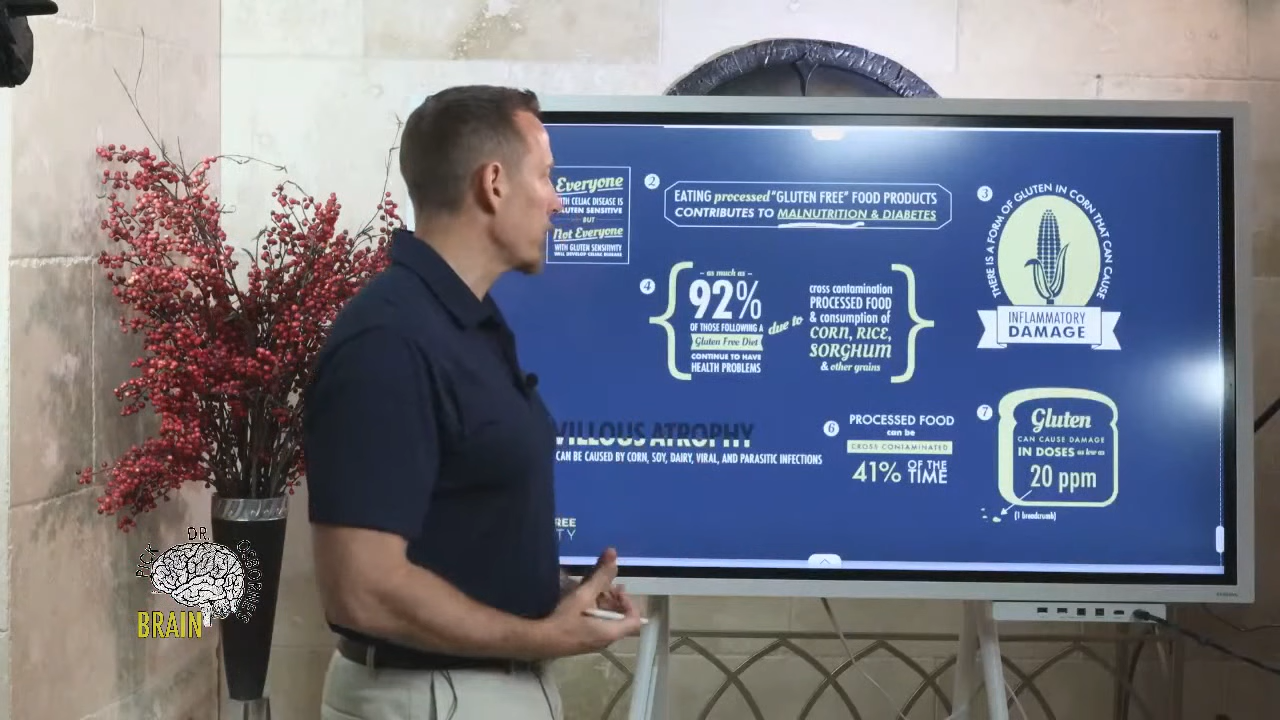 Everyone
WITH CELIAC DISEASE IS
GLUTEN SENSITIVE
BUT
Not Everyone
WITH GLUTEN SENSITIVITY
WILL DEVELOP CELIAC DISEASE
2
EATING processed "GLUTEN FREE" FOOD PRODUCTS
CONTRIBUTES TO MALNUTRITION & DIABETES
3
THERE IS A FORM OF GLUTEN IN CORN THAT CAN CAUSE
INFLAMMATORY
DAMAGE
4
- as much as -
92%
OF THOSE FOLLOWING A
Gluten Free Diet
CONTINUE TO HAVE
HEALTH PROBLEMS
due to
cross contamination
PROCESSED FOOD
& consumption of
CORN, RICE,
SORGHUM
& other grains
VILLOUS ATROPHY
CAN BE CAUSED BY CORN, SOY, DAIRY, VIRAL, AND PARASITIC INFECTIONS
6
PROCESSED FOOD
can be
CROSS CONTAMINATED
41% OF THE
TIME
7
Gluten
CAN CAUSE DAMAGE
IN DOSES as low as
20 ppm
(1 breadcrumb)
REE
TY
PICK DR OSBORNE'S
BRAIN